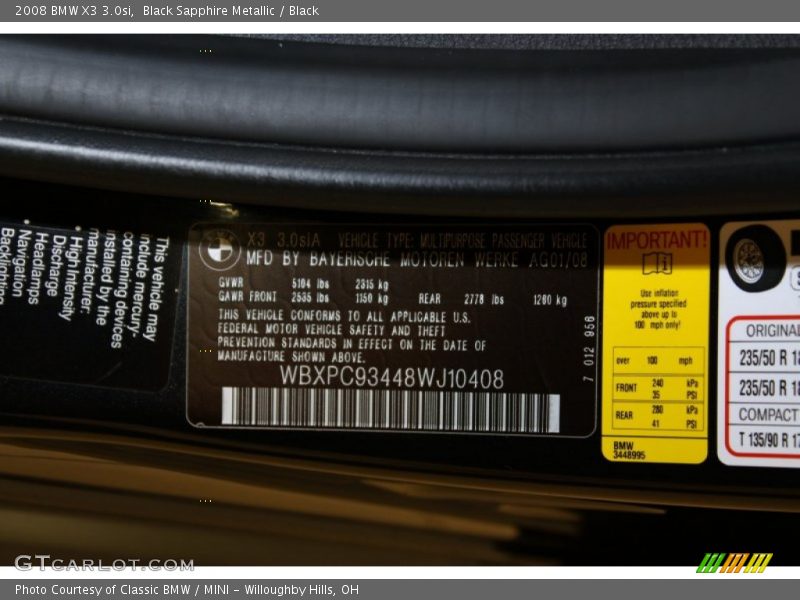 2008 BMW X3 3.0si, Black Sapphire Metallic / Black
This vehicle may
include mercury-
containing devices
installed by the
manufacturer:
High Intensity
Discharge
Headlamps
Navigation
Backlighting
X3 3.0siA VEHICLE TYPE: MULTIPURPOSE PASSENGER VEHICLE
MFD BY BAYERISCHE MOTOREN WERKE AG 01/08
GVWR 5104 lbs 2315 kg
GAWR FRONT 2535 lbs 1150 kg REAR 2778 lbs 1260 kg
THIS VEHICLE CONFORMS TO ALL APPLICABLE U.S.
FEDERAL MOTOR VEHICLE SAFETY AND THEFT
PREVENTION STANDARDS IN EFFECT ON THE DATE OF
MANUFACTURE SHOWN ABOVE.
WBXPC93448WJ10408
7 012 956
IMPORTANT!
Use inflation
pressure specified
above up to
100 mph only!
over 100 mph
FRONT 240 kPa
35 PSI
REAR 280 kPa
41 PSI
BMW
3448995
ORIGINAL
235/50 R 18
235/50 R 18
COMPACT
T 135/90 R 17
GTCARLOT.COM
Photo Courtesy of Classic BMW / MINI - Willoughby Hills, OH